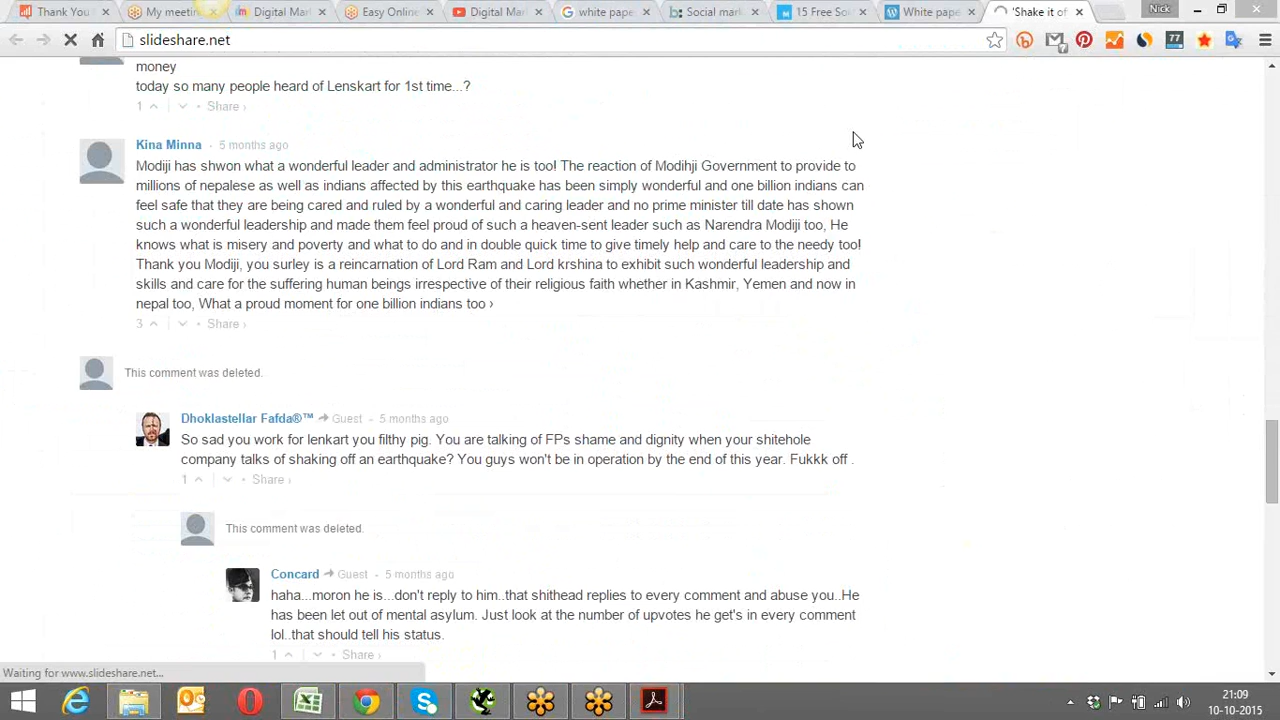 Thank You
My meetin
Digital Mar
Easy Online
Digital Mar
white pape
Social mark
15 Free Soc
White pape
'Shake it of
Nick
slideshare.net
7
77
money
today so many people heard of Lenskart for 1st time...?
1 • Share ›
Kina Minna • 5 months ago
Modiji has shwon what a wonderful leader and administrator he is too! The reaction of Modihji Government to provide to
millions of nepalese as well as indians affected by this earthquake has been simply wonderful and one billion indians can
feel safe that they are being cared and ruled by a wonderful and caring leader and no prime minister till date has shown
such a wonderful leadership and made them feel proud of such a heaven-sent leader such as Narendra Modiji too, He
knows what is misery and poverty and what to do and in double quick time to give timely help and care to the needy too!
Thank you Modiji, you surley is a reincarnation of Lord Ram and Lord krshina to exhibit such wonderful leadership and
skills and care for the suffering human beings irrespective of their religious faith whether in Kashmir, Yemen and now in
nepal too, What a proud moment for one billion indians too ›
3 • Share ›
This comment was deleted.
Dhoklastellar Fafda®™ Guest • 5 months ago
So sad you work for lenkart you filthy pig. You are talking of FPs shame and dignity when your shitehole
company talks of shaking off an earthquake? You guys won't be in operation by the end of this year. Fukkk off .
1 • Share ›
This comment was deleted.
Concard Guest • 5 months ago
haha...moron he is...don't reply to him..that shithead replies to every comment and abuse you..He
has been let out of mental asylum. Just look at the number of upvotes he get's in every comment
lol..that should tell his status.
1 • Share ›
Waiting for www.slideshare.net...
21:09
10-10-2015